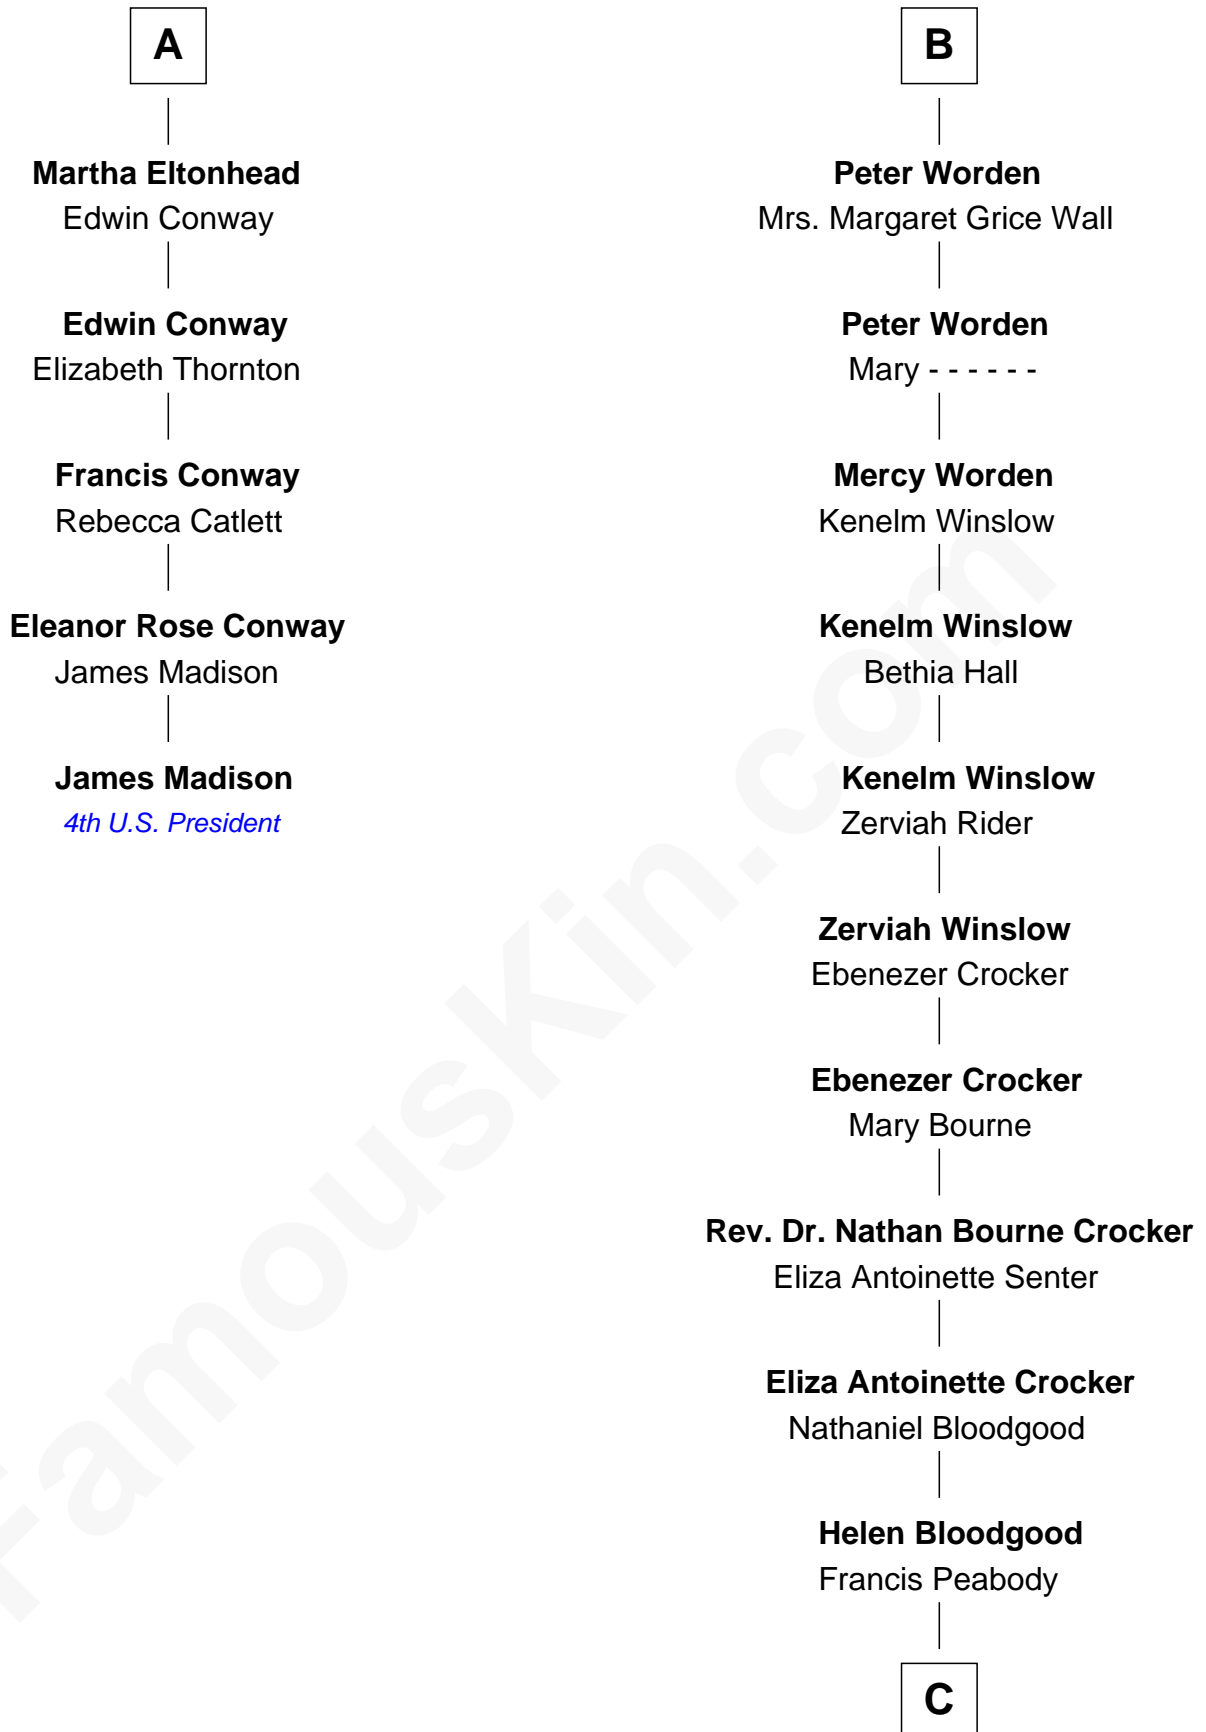 A
Martha Eltonhead
Edwin Conway
Edwin Conway
Elizabeth Thornton
Francis Conway
Rebecca Catlett
Eleanor Rose Conway
James Madison
James Madison
4th U.S. President
B
Peter Worden
Mrs. Margaret Grice Wall
Peter Worden
Mary - - - - - -
Mercy Worden
Kenelm Winslow
Kenelm Winslow
Bethia Hall
Kenelm Winslow
Zerviah Rider
Zerviah Winslow
Ebenezer Crocker
Ebenezer Crocker
Mary Bourne
Rev. Dr. Nathan Bourne Crocker
Eliza Antoinette Senter
Eliza Antoinette Crocker
Nathaniel Bloodgood
Helen Bloodgood
Francis Peabody
C
FamousKin.com